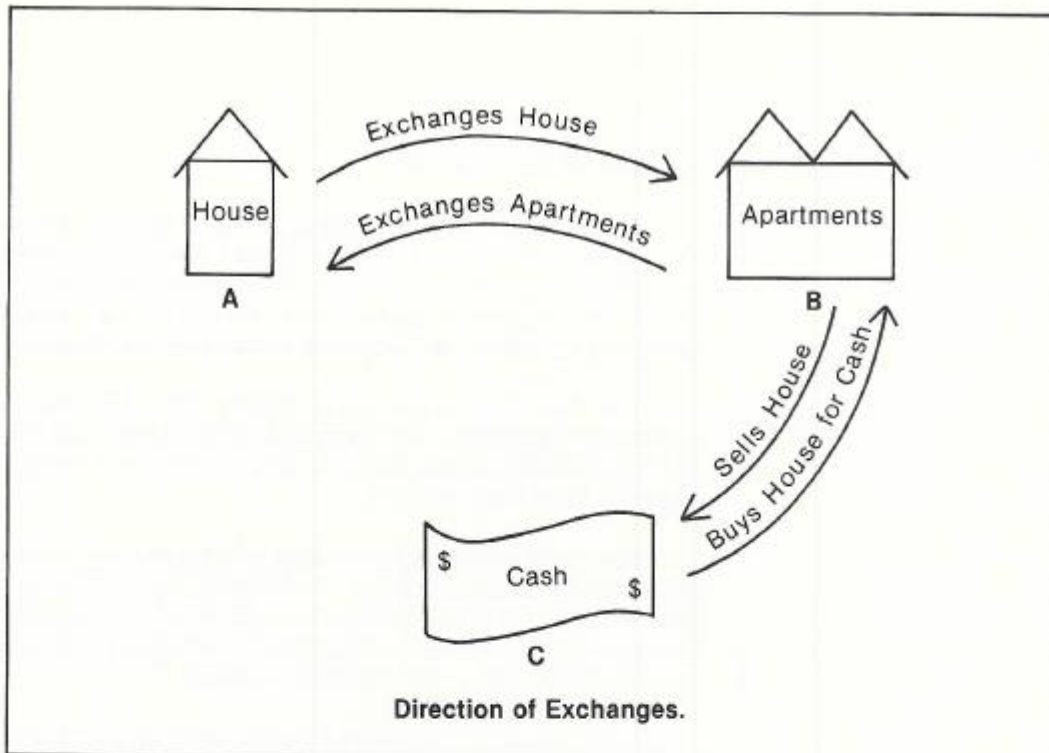 Exchanges House
Exchanges Apartments
House
Apartments
A
B
Sells House
Buys House for Cash
$
Cash
$
C
Direction of Exchanges.